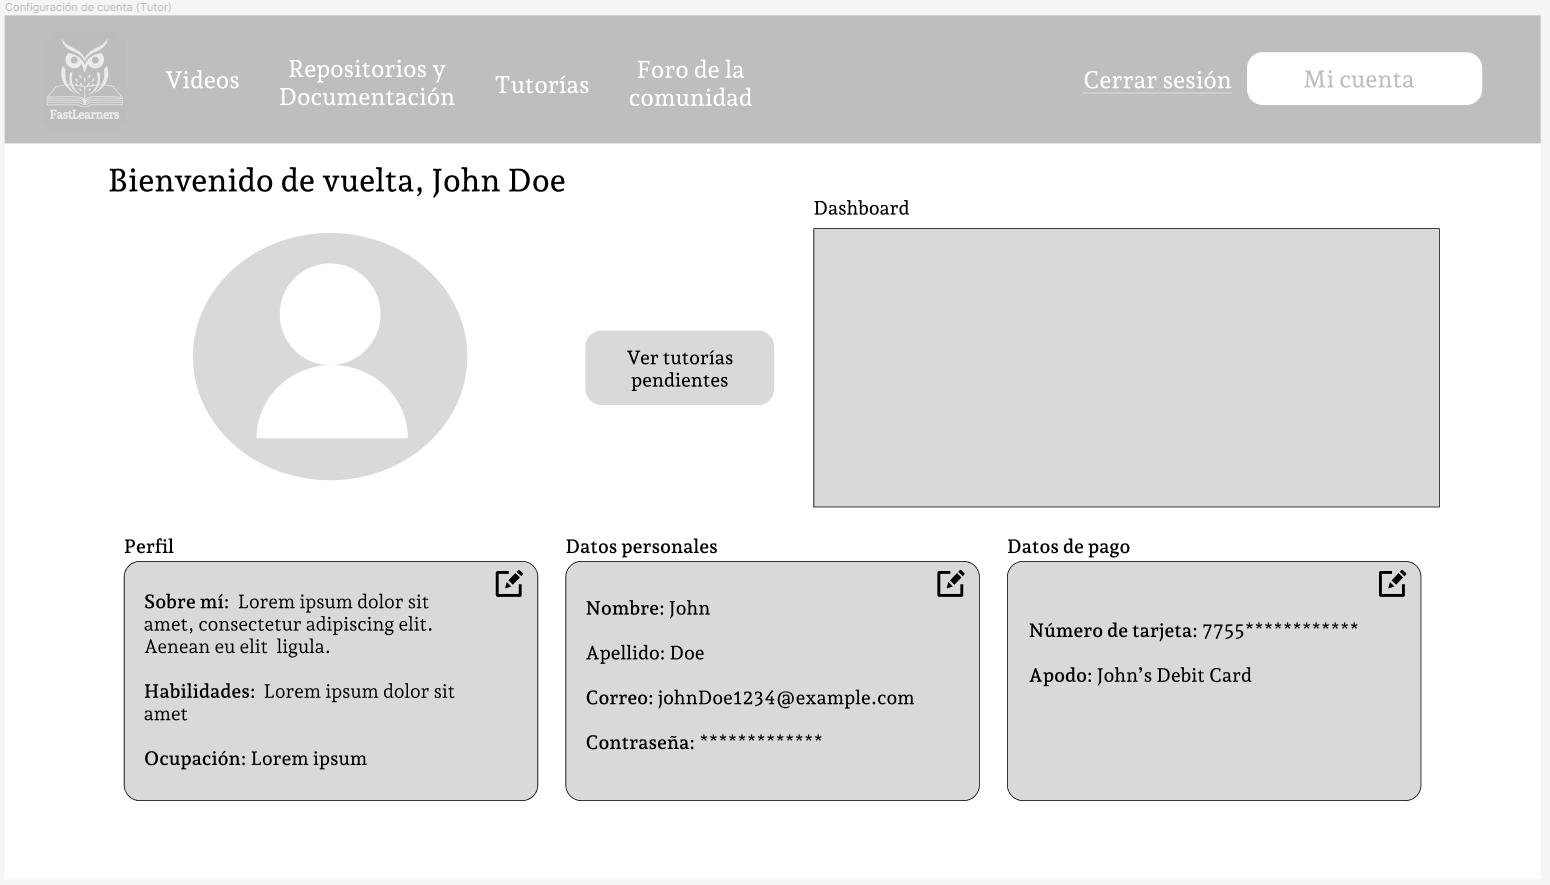 Configuración de cuenta (Tutor)
FastLearners
Videos
Repositorios y
Documentación
Tutorías
Foro de la
comunidad
Cerrar sesión
Mi cuenta
Bienvenido de vuelta, John Doe
Dashboard
Ver tutorías
pendientes
Perfil
Sobre mí: Lorem ipsum dolor sit
amet, consectetur adipiscing elit.
Aenean eu elit ligula.
Habilidades: Lorem ipsum dolor sit
amet
Ocupación: Lorem ipsum
Datos personales
Nombre: John
Apellido: Doe
Correo: johnDoe1234@example.com
Contraseña: *************
Datos de pago
Número de tarjeta: 7755************
Apodo: John’s Debit Card